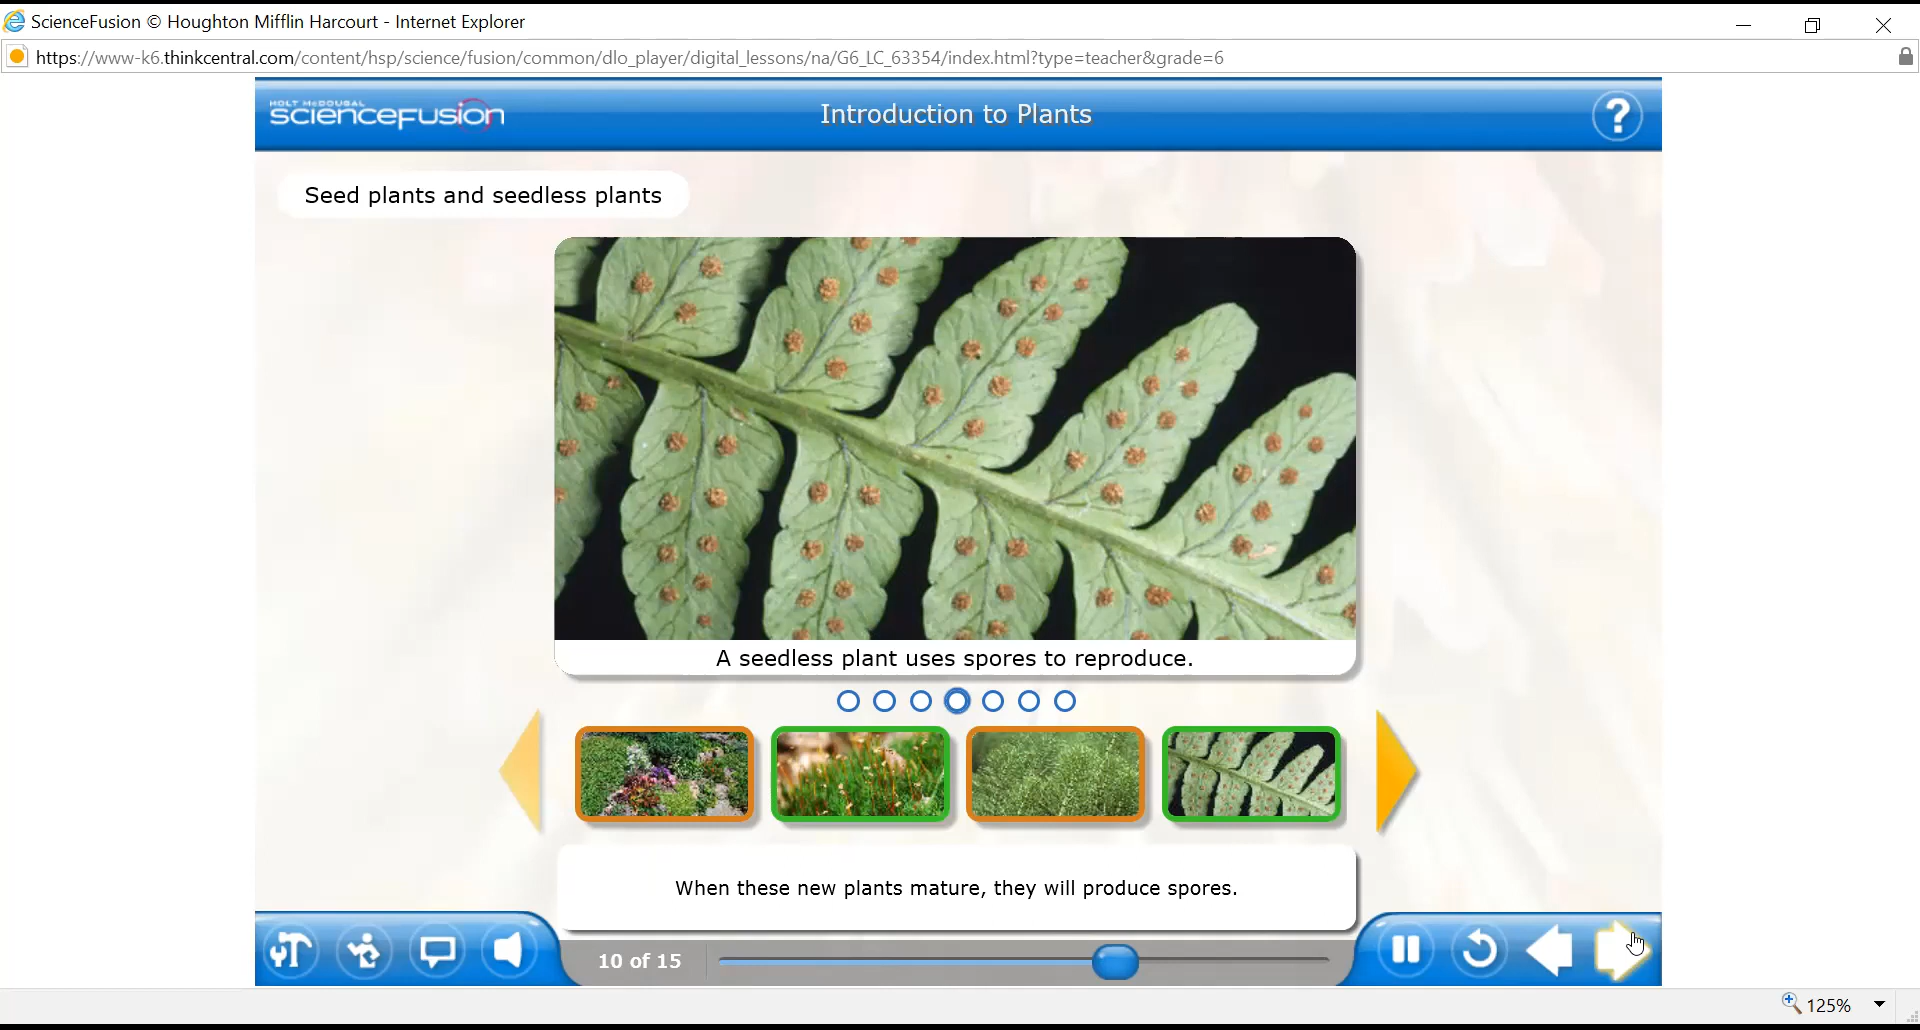 ScienceFusion © Houghton Mifflin Harcourt - Internet Explorer
https://www-k6.thinkcentral.com/content/hsp/science/fusion/common/dlo_player/digital_lessons/na/G6_LC_63354/index.html?type=teacher&grade=6
HOLT McDOUGAL
scienceFusion
Introduction to Plants
?
Seed plants and seedless plants
A seedless plant uses spores to reproduce.
When these new plants mature, they will produce spores.
10 of 15
125%